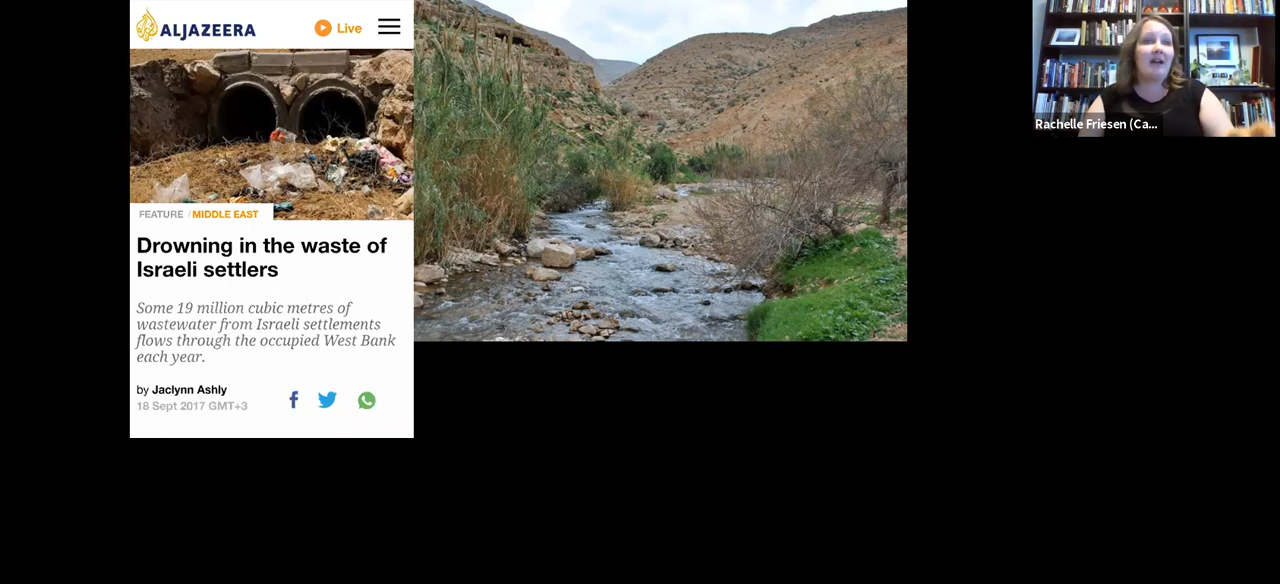 ALJAZEERA
Live
FEATURE / MIDDLE EAST
Drowning in the waste of
Israeli settlers
Some 19 million cubic metres of
wastewater from Israeli settlements
flows through the occupied West Bank
each year.
by Jaclynn Ashly
18 Sept 2017 GMT+3
Rachelle Friesen (Ca...